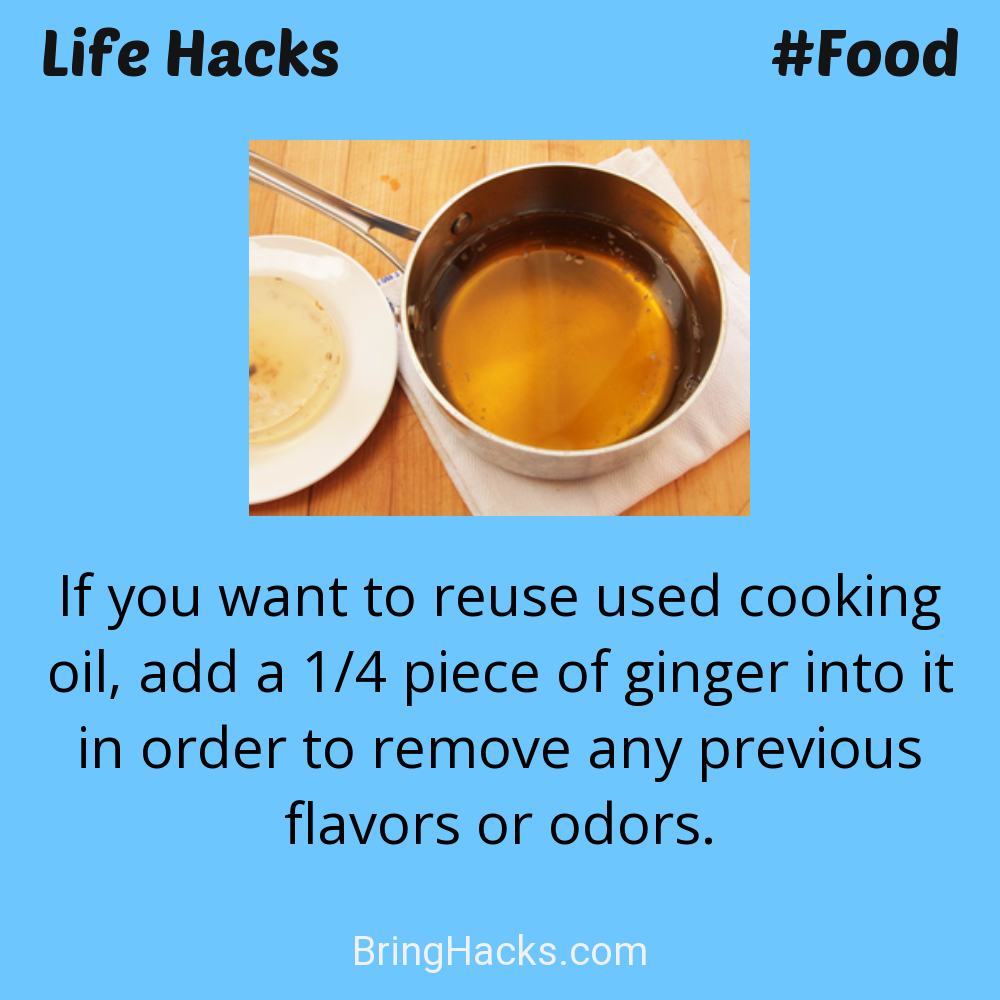 Life Hacks
#Food
If you want to reuse used cooking
oil, add a 1/4 piece of ginger into it
in order to remove any previous
flavors or odors.
BringHacks.com